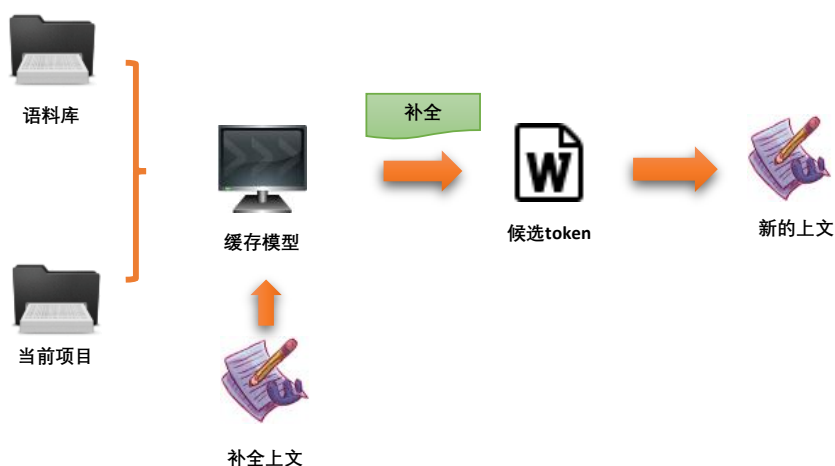 语料库
补全
缓存模型
候选token
新的上文
当前项目
补全上文